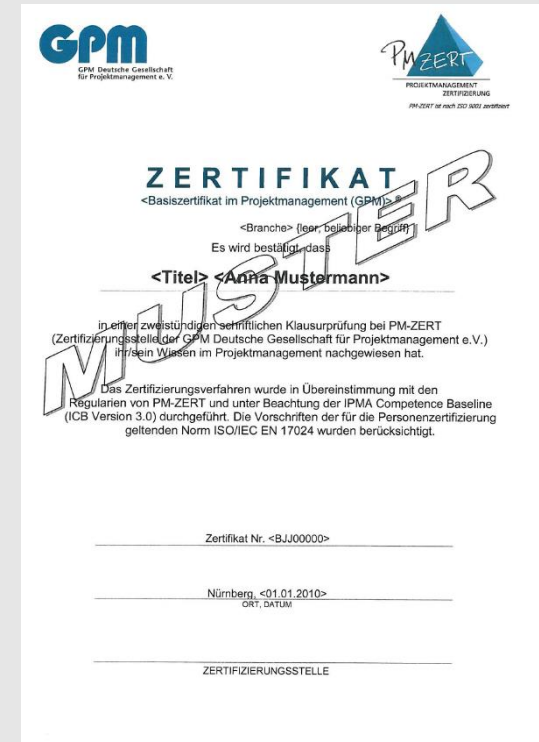 GPM
GPM Deutsche Gesellschaft
für Projektmanagement e. V.
PM ZERT
PROJEKTMANAGEMENT
ZERTIFIZIERUNG
PM-ZERT ist nach ISO 9001 zertifiziert
ZERTIFIKAT
<Basiszertifikat im Projektmanagement (GPM)> ®
<Branche> {leer, beliebiger Begriff}
Es wird bestätigt, dass
<Titel> <Anna Mustermann>
MUSTER
in einer zweistündigen schriftlichen Klausurprüfung bei PM-ZERT
(Zertifizierungsstelle der GPM Deutsche Gesellschaft für Projektmanagement e.V.)
ihr/sein Wissen im Projektmanagement nachgewiesen hat.
Das Zertifizierungsverfahren wurde in Übereinstimmung mit den
Regularien von PM-ZERT und unter Beachtung der IPMA Competence Baseline
(ICB Version 3.0) durchgeführt. Die Vorschriften der für die Personenzertifizierung
geltenden Norm ISO/IEC EN 17024 wurden berücksichtigt.
Zertifikat Nr. <BJJ00000>
Nürnberg, <01.01.2010>
ORT, DATUM
ZERTIFIZIERUNGSSTELLE